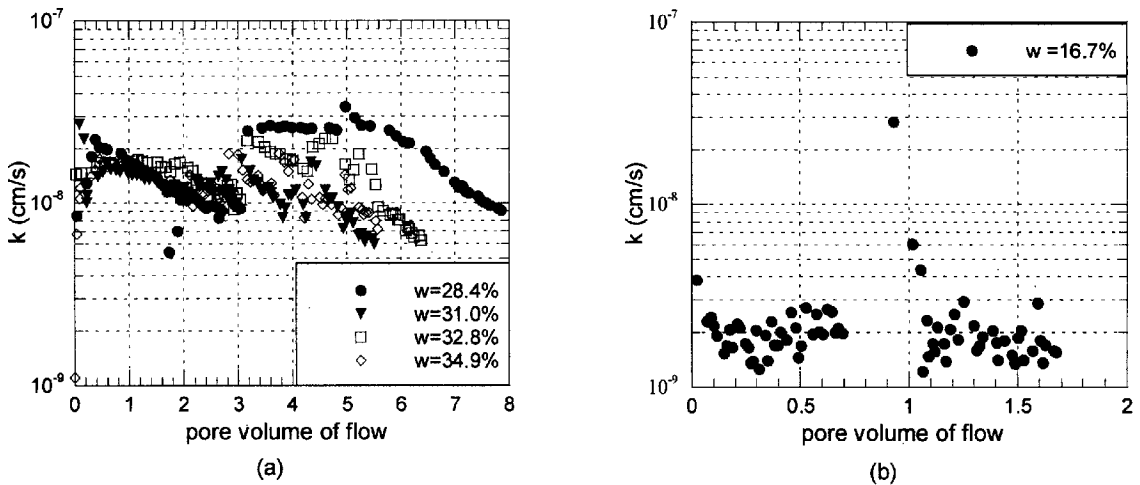 10⁻⁷
10⁻⁸
10⁻⁹
k (cm/s)
w=28.4%
w=31.0%
w=32.8%
w=34.9%
0 1 2 3 4 5 6 7 8
pore volume of flow
(a)
10⁻⁷
10⁻⁸
10⁻⁹
k (cm/s)
w =16.7%
0 0.5 1 1.5 2
pore volume of flow
(b)